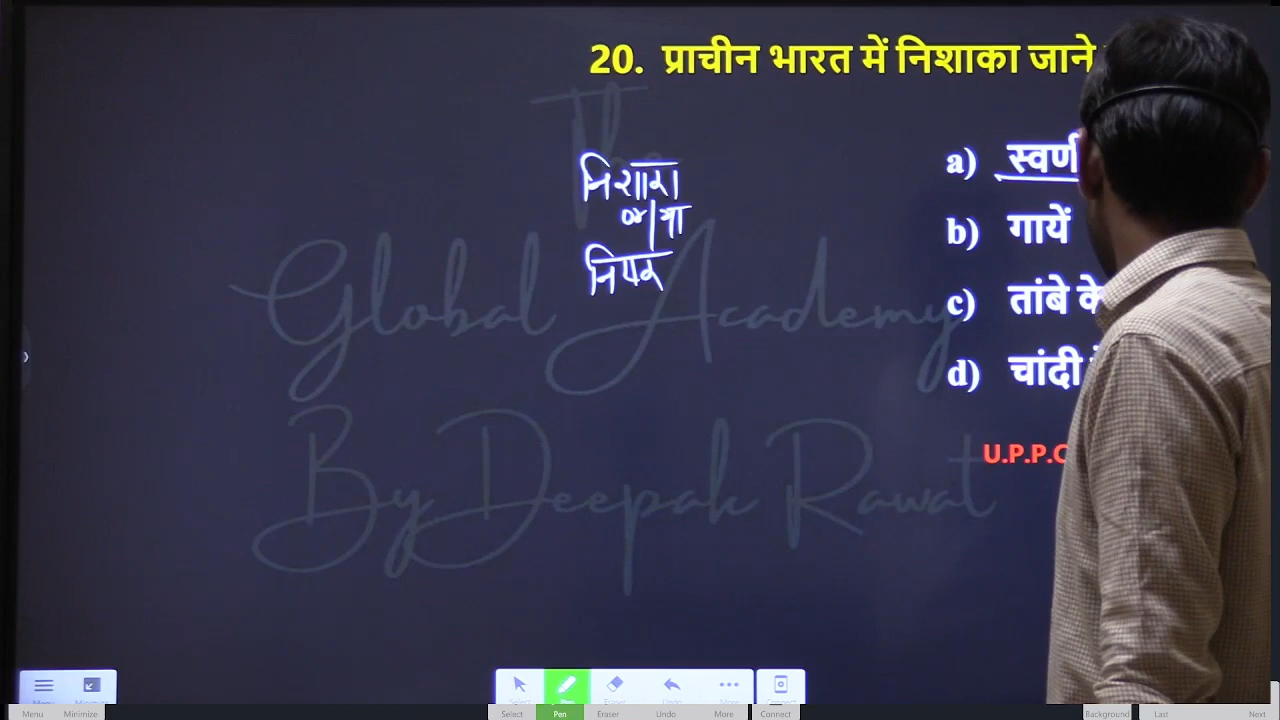 20. प्राचीन भारत में निशाका जाने
a) स्वर्ण
b) गायें
c) तांबे के
d) चांदी
U.P.P.C
निशाका
निष्क
The
Global Academy
By Deepak Rawat
Menu Minimize Select Pen Eraser Undo More Connect Background Last Next